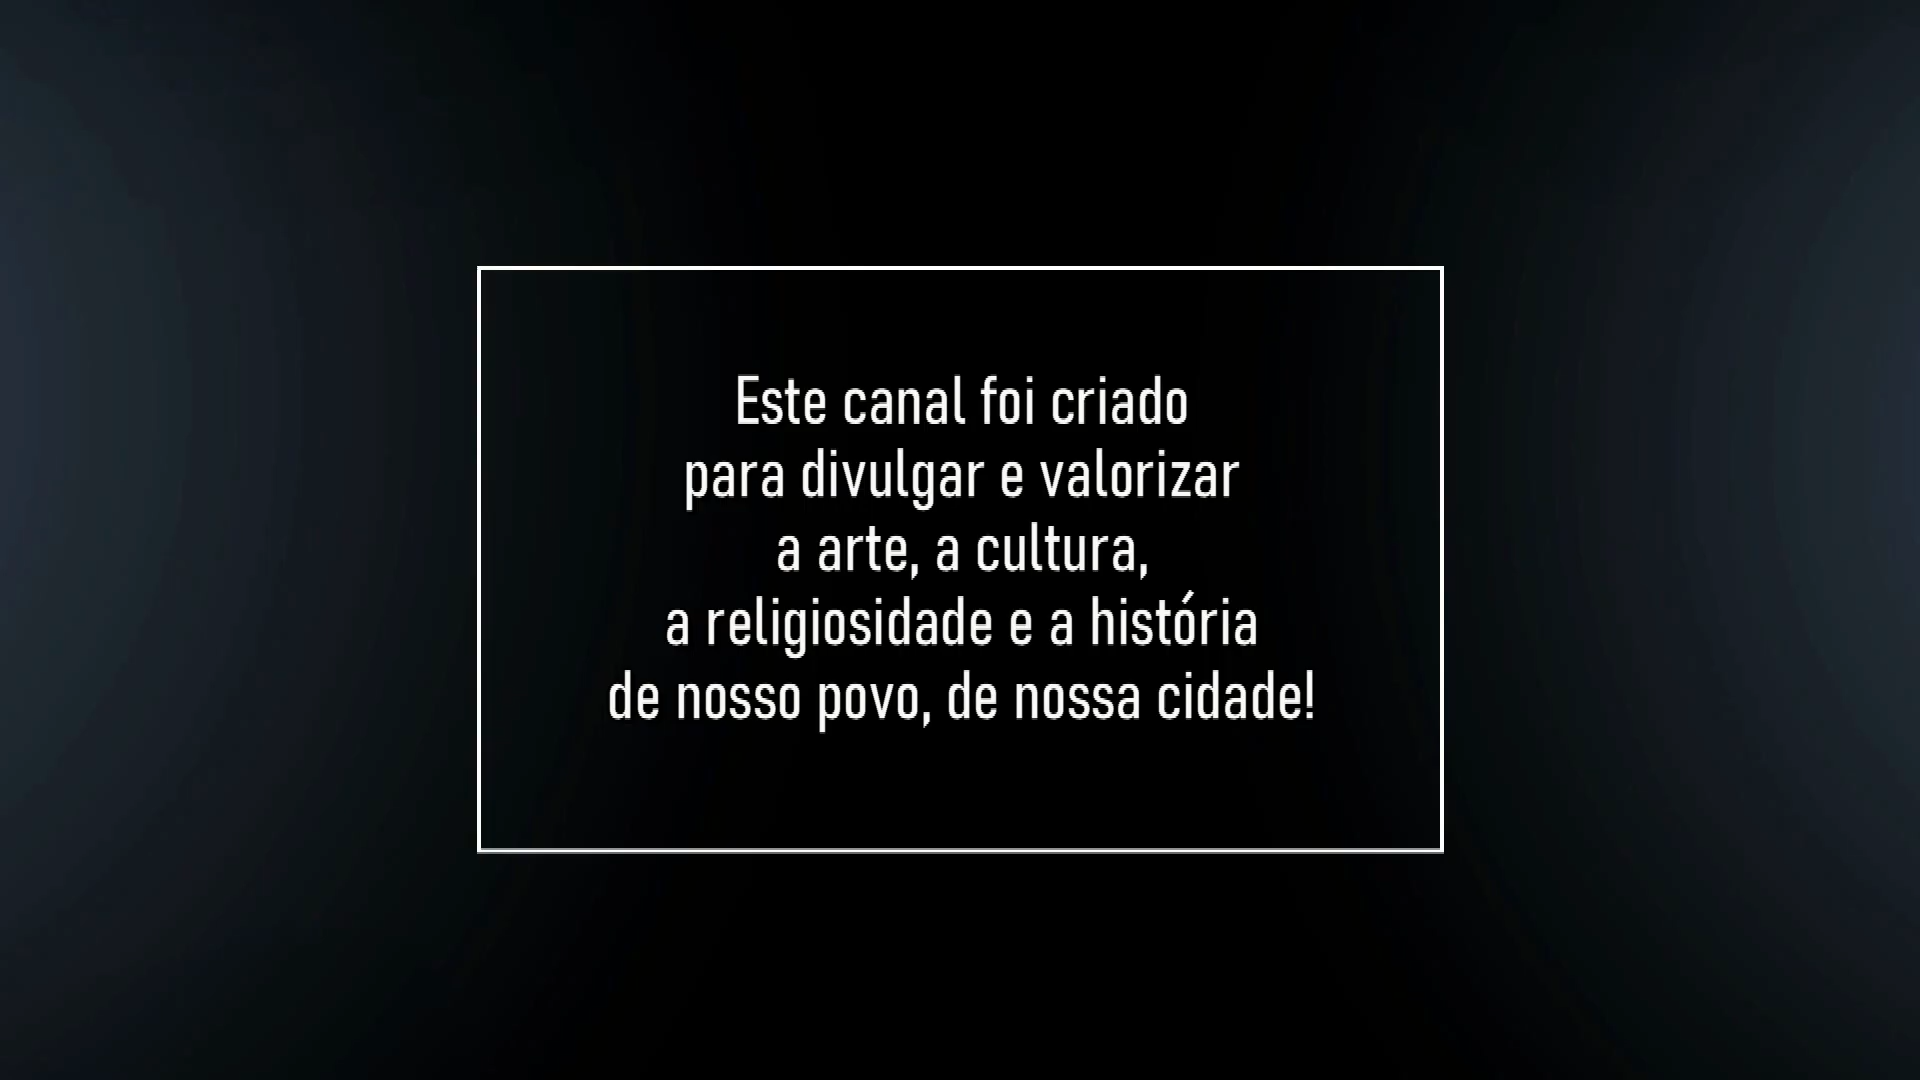 Este canal foi criado
para divulgar e valorizar
a arte, a cultura,
a religiosidade e a história
de nosso povo, de nossa cidade!